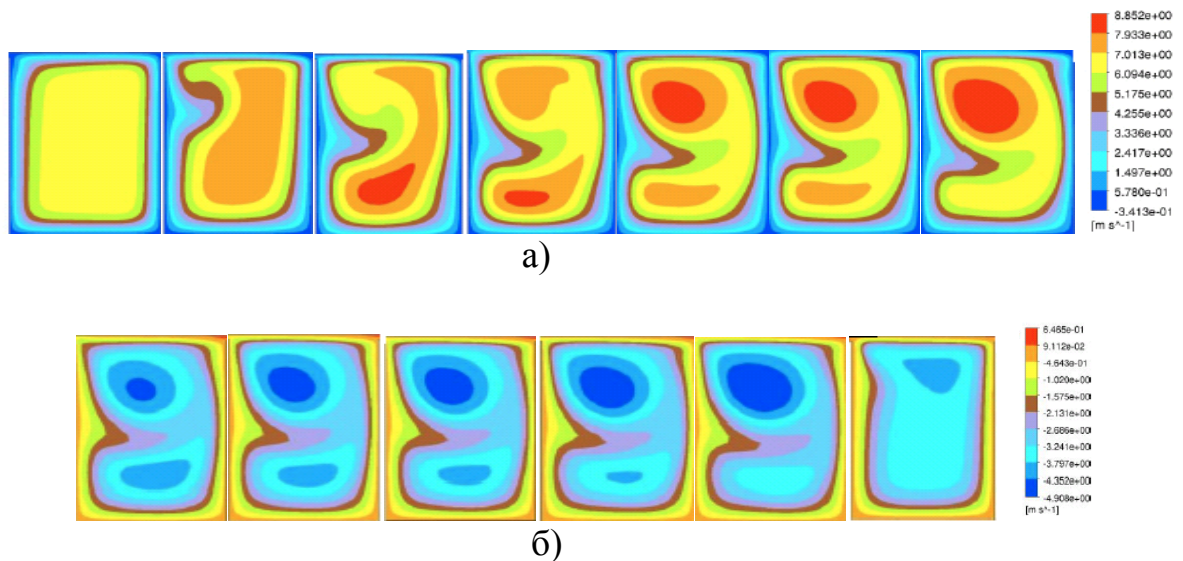 8.852e+00
7.933e+00
7.013e+00
6.094e+00
5.175e+00
4.255e+00
3.336e+00
2.417e+00
1.497e+00
5.780e-01
-3.413e-01
[m s^-1]
а)
6.465e-01
9.112e-02
-4.643e-01
-1.020e+00
-1.575e+00
-2.131e+00
-2.686e+00
-3.241e+00
-3.797e+00
-4.352e+00
-4.908e+00
[m s^-1]
б)